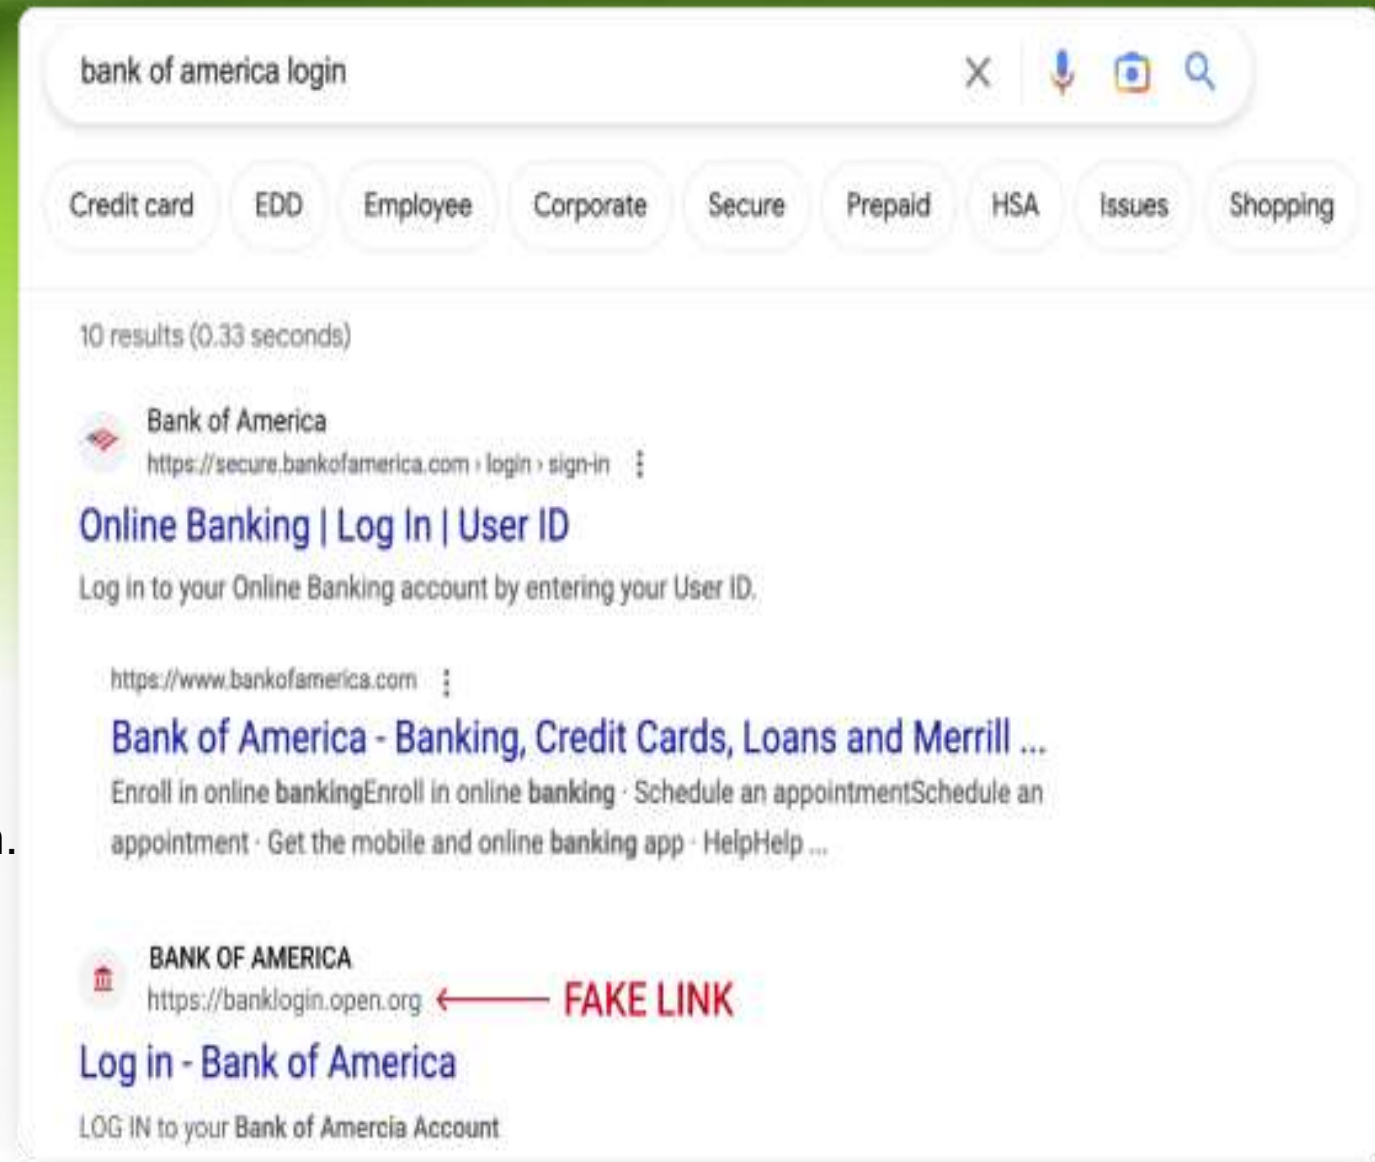 bank of america login
Credit card EDD Employee Corporate Secure Prepaid HSA Issues Shopping
10 results (0.33 seconds)
Bank of America
https://secure.bankofamerica.com › login › sign-in
Online Banking | Log In | User ID
Log in to your Online Banking account by entering your User ID.
https://www.bankofamerica.com
Bank of America - Banking, Credit Cards, Loans and Merrill ...
Enroll in online bankingEnroll in online banking · Schedule an appointmentSchedule an
appointment · Get the mobile and online banking app · HelpHelp ...
BANK OF AMERICA
https://banklogin.open.org FAKE LINK
Log in - Bank of America
LOG IN to your Bank of Amercia Account